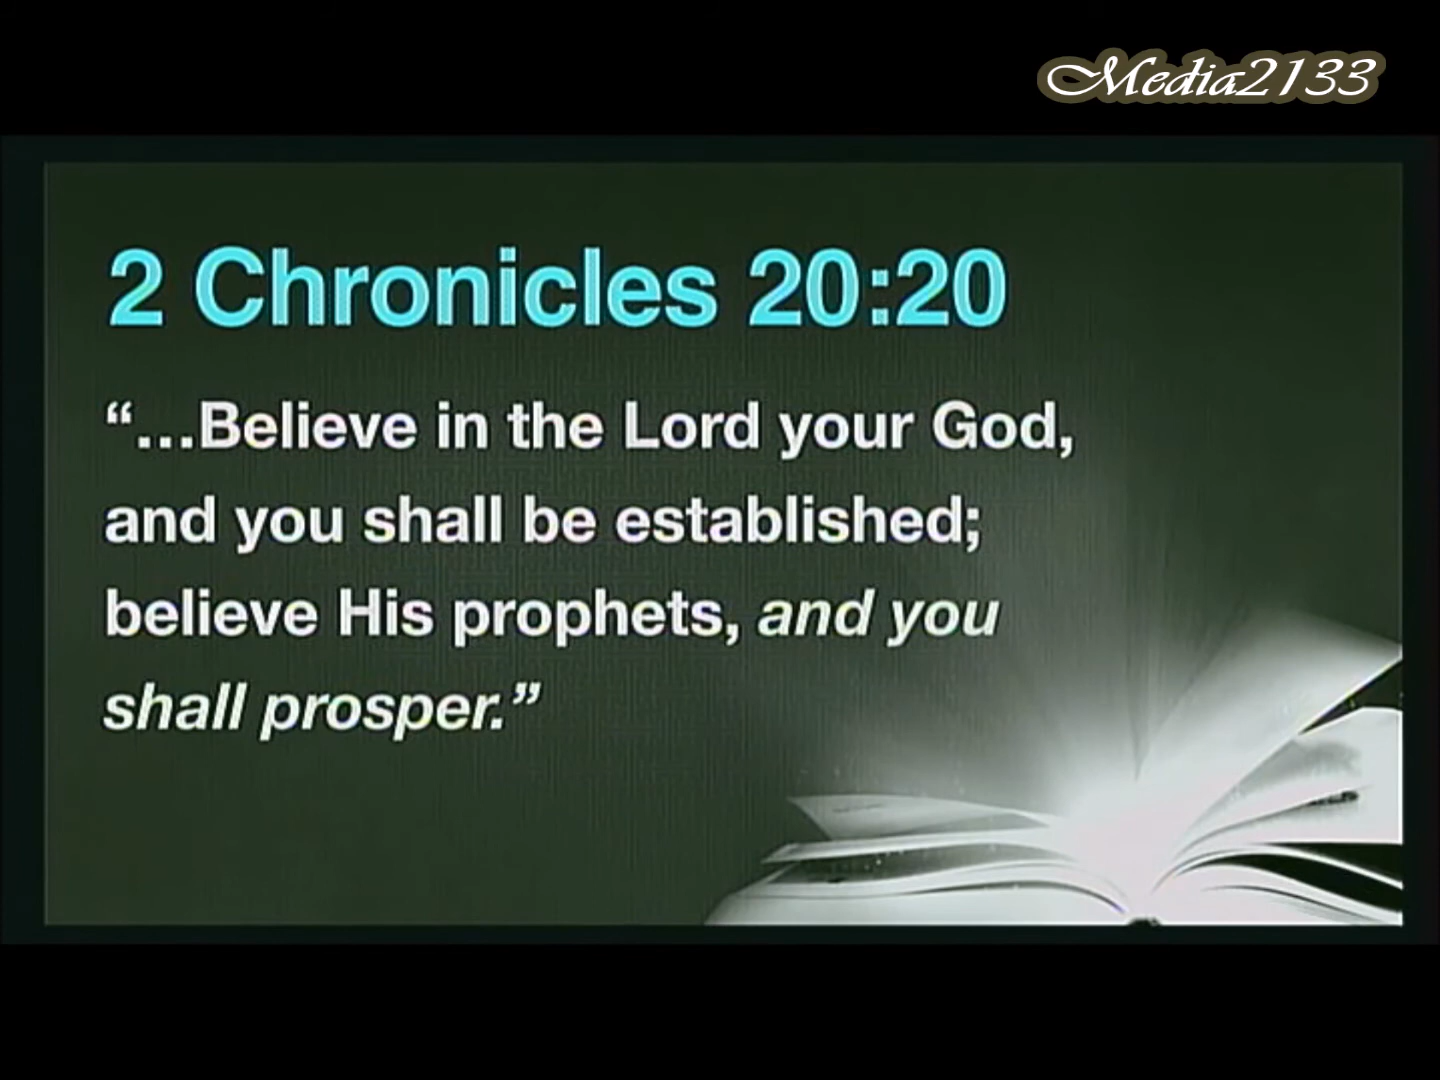 Media2133
2 Chronicles 20:20
“…Believe in the Lord your God,
and you shall be established;
believe His prophets, and you
shall prosper.”